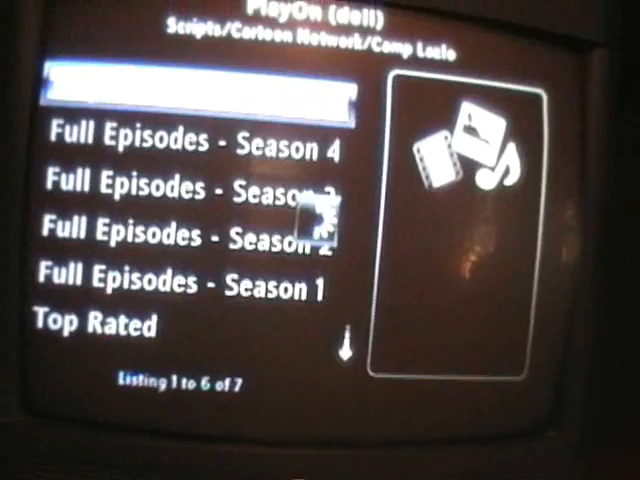 PlayOn (dell)
Scripts/Cartoon Network/Camp Lazlo
Full Episodes - Season 4
Full Episodes - Season 3
Full Episodes - Season 2
Full Episodes - Season 1
Top Rated
Listing 1 to 6 of 7